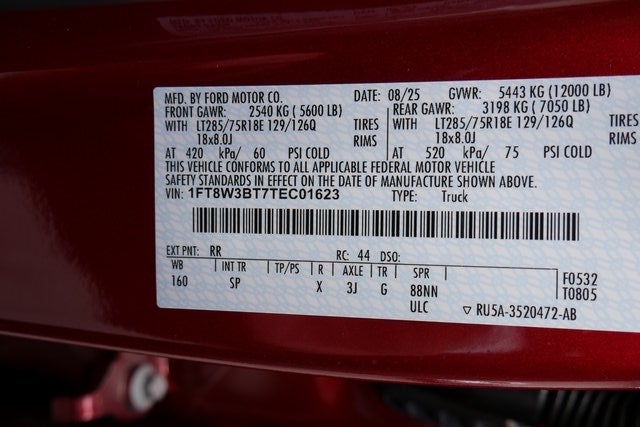 MFD. BY FORD MOTOR CO. DATE: 08/25 GVWR: 5443 KG (12000 LB)
FRONT GAWR: 2540 KG (5600 LB) REAR GAWR: 3198 KG (7050 LB)
WITH LT285/75R18E 129/126Q TIRES WITH LT285/75R18E 129/126Q TIRES
18x8.0J RIMS 18x8.0J RIMS
AT 420 kPa/ 60 PSI COLD AT 520 kPa/ 75 PSI COLD
THIS VEHICLE CONFORMS TO ALL APPLICABLE FEDERAL MOTOR VEHICLE
SAFETY STANDARDS IN EFFECT ON THE DATE OF MANUFACTURE SHOWN ABOVE.
VIN: 1FT8W3BT7TEC01623 TYPE: Truck
EXT PNT: RR RC: 44 DSO:
WB INT TR TP/PS R AXLE TR SPR F0532
160 SP X 3J G 88NN T0805
ULC ▽ RU5A-3520472-AB